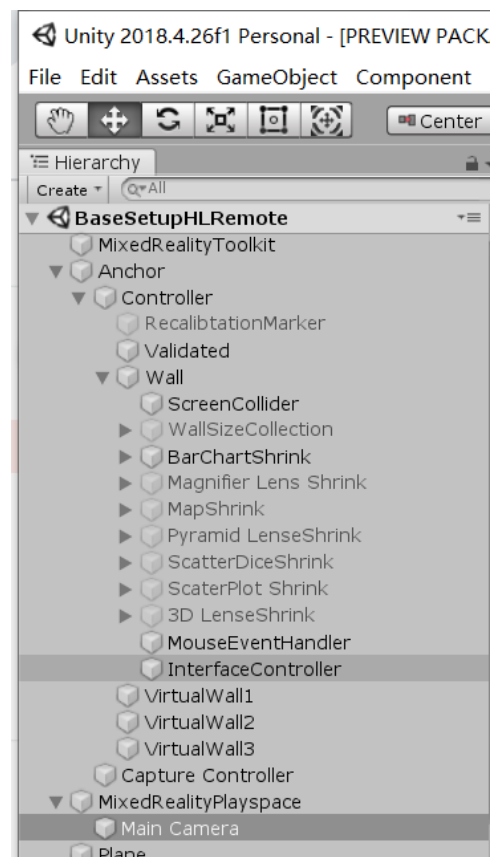 Unity 2018.4.26f1 Personal - [PREVIEW PACK
File Edit Assets GameObject Component
Center
Hierarchy
Create All
BaseSetupHLRemote
MixedRealityToolkit
Anchor
Controller
RecalibtationMarker
Validated
Wall
ScreenCollider
WallSizeCollection
BarChartShrink
Magnifier Lens Shrink
MapShrink
Pyramid LenseShrink
ScatterDiceShrink
ScaterPlot Shrink
3D LenseShrink
MouseEventHandler
InterfaceController
VirtualWall1
VirtualWall2
VirtualWall3
Capture Controller
MixedRealityPlayspace
Main Camera
Plane